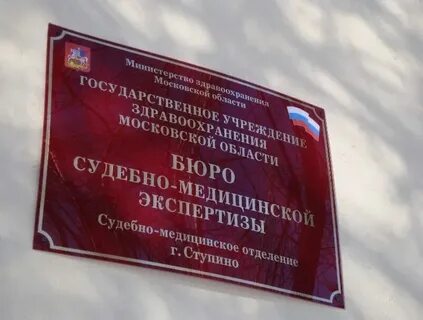 Министерство здравоохранения
Московской области
ГОСУДАРСТВЕННОЕ УЧРЕЖДЕНИЕ
ЗДРАВООХРАНЕНИЯ
МОСКОВСКОЙ ОБЛАСТИ
БЮРО
СУДЕБНО-МЕДИЦИНСКОЙ
ЭКСПЕРТИЗЫ
Судебно-медицинское отделение
г. Ступино